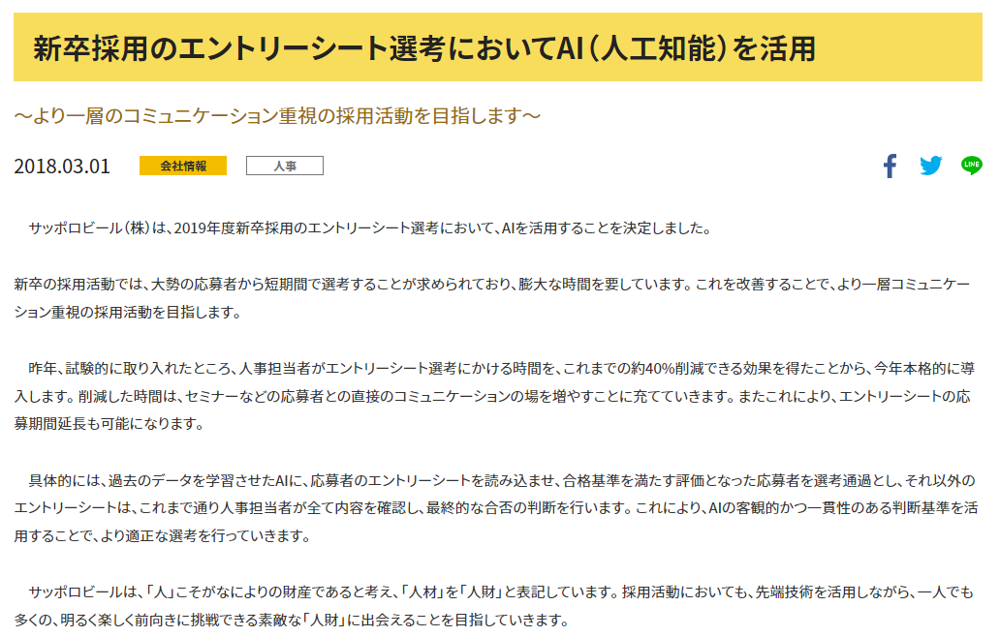 新卒採用のエントリーシート選考においてAI（人工知能）を活用
～より一層のコミュニケーション重視の採用活動を目指します～
2018.03.01 会社情報 人事
LINE
サッポロビール（株）は、2019年度新卒採用のエントリーシート選考において、AIを活用することを決定しました。
新卒の採用活動では、大勢の応募者から短期間で選考することが求められており、膨大な時間を要しています。これを改善することで、より一層コミュニケー
ション重視の採用活動を目指します。
昨年、試験的に取り入れたところ、人事担当者がエントリーシート選考にかける時間を、これまでの約40%削減できる効果を得たことから、今年本格的に導
入します。削減した時間は、セミナーなどの応募者との直接のコミュニケーションの場を増やすことに充てていきます。またこれにより、エントリーシートの応
募期間延長も可能になります。
具体的には、過去のデータを学習させたAIに、応募者のエントリーシートを読み込ませ、合格基準を満たす評価となった応募者を選考通過とし、それ以外の
エントリーシートは、これまで通り人事担当者が全て内容を確認し、最終的な合否の判断を行います。これにより、AIの客観的かつ一貫性のある判断基準を活
用することで、より適正な選考を行っていきます。
サッポロビールは、「人」こそがなによりの財産であると考え、「人材」を「人財」と表記しています。採用活動においても、先端技術を活用しながら、一人でも
多くの、明るく楽しく前向きに挑戦できる素敵な「人財」に出会えることを目指していきます。